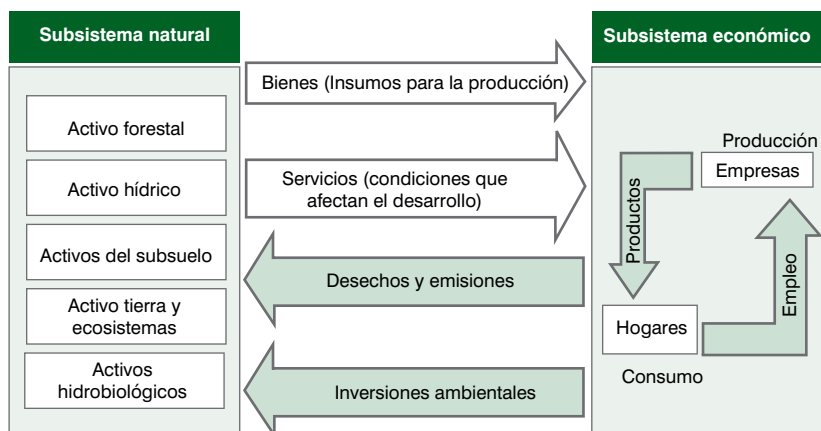 Subsistema natural
Activo forestal
Activo hídrico
Activos del subsuelo
Activo tierra y
ecosistemas
Activos
hidrobiológicos
Bienes (Insumos para la producción)
Servicios (condiciones que
afectan el desarrollo)
Desechos y emisiones
Inversiones ambientales
Subsistema económico
Producción
Empresas
Productos
Empleo
Hogares
Consumo